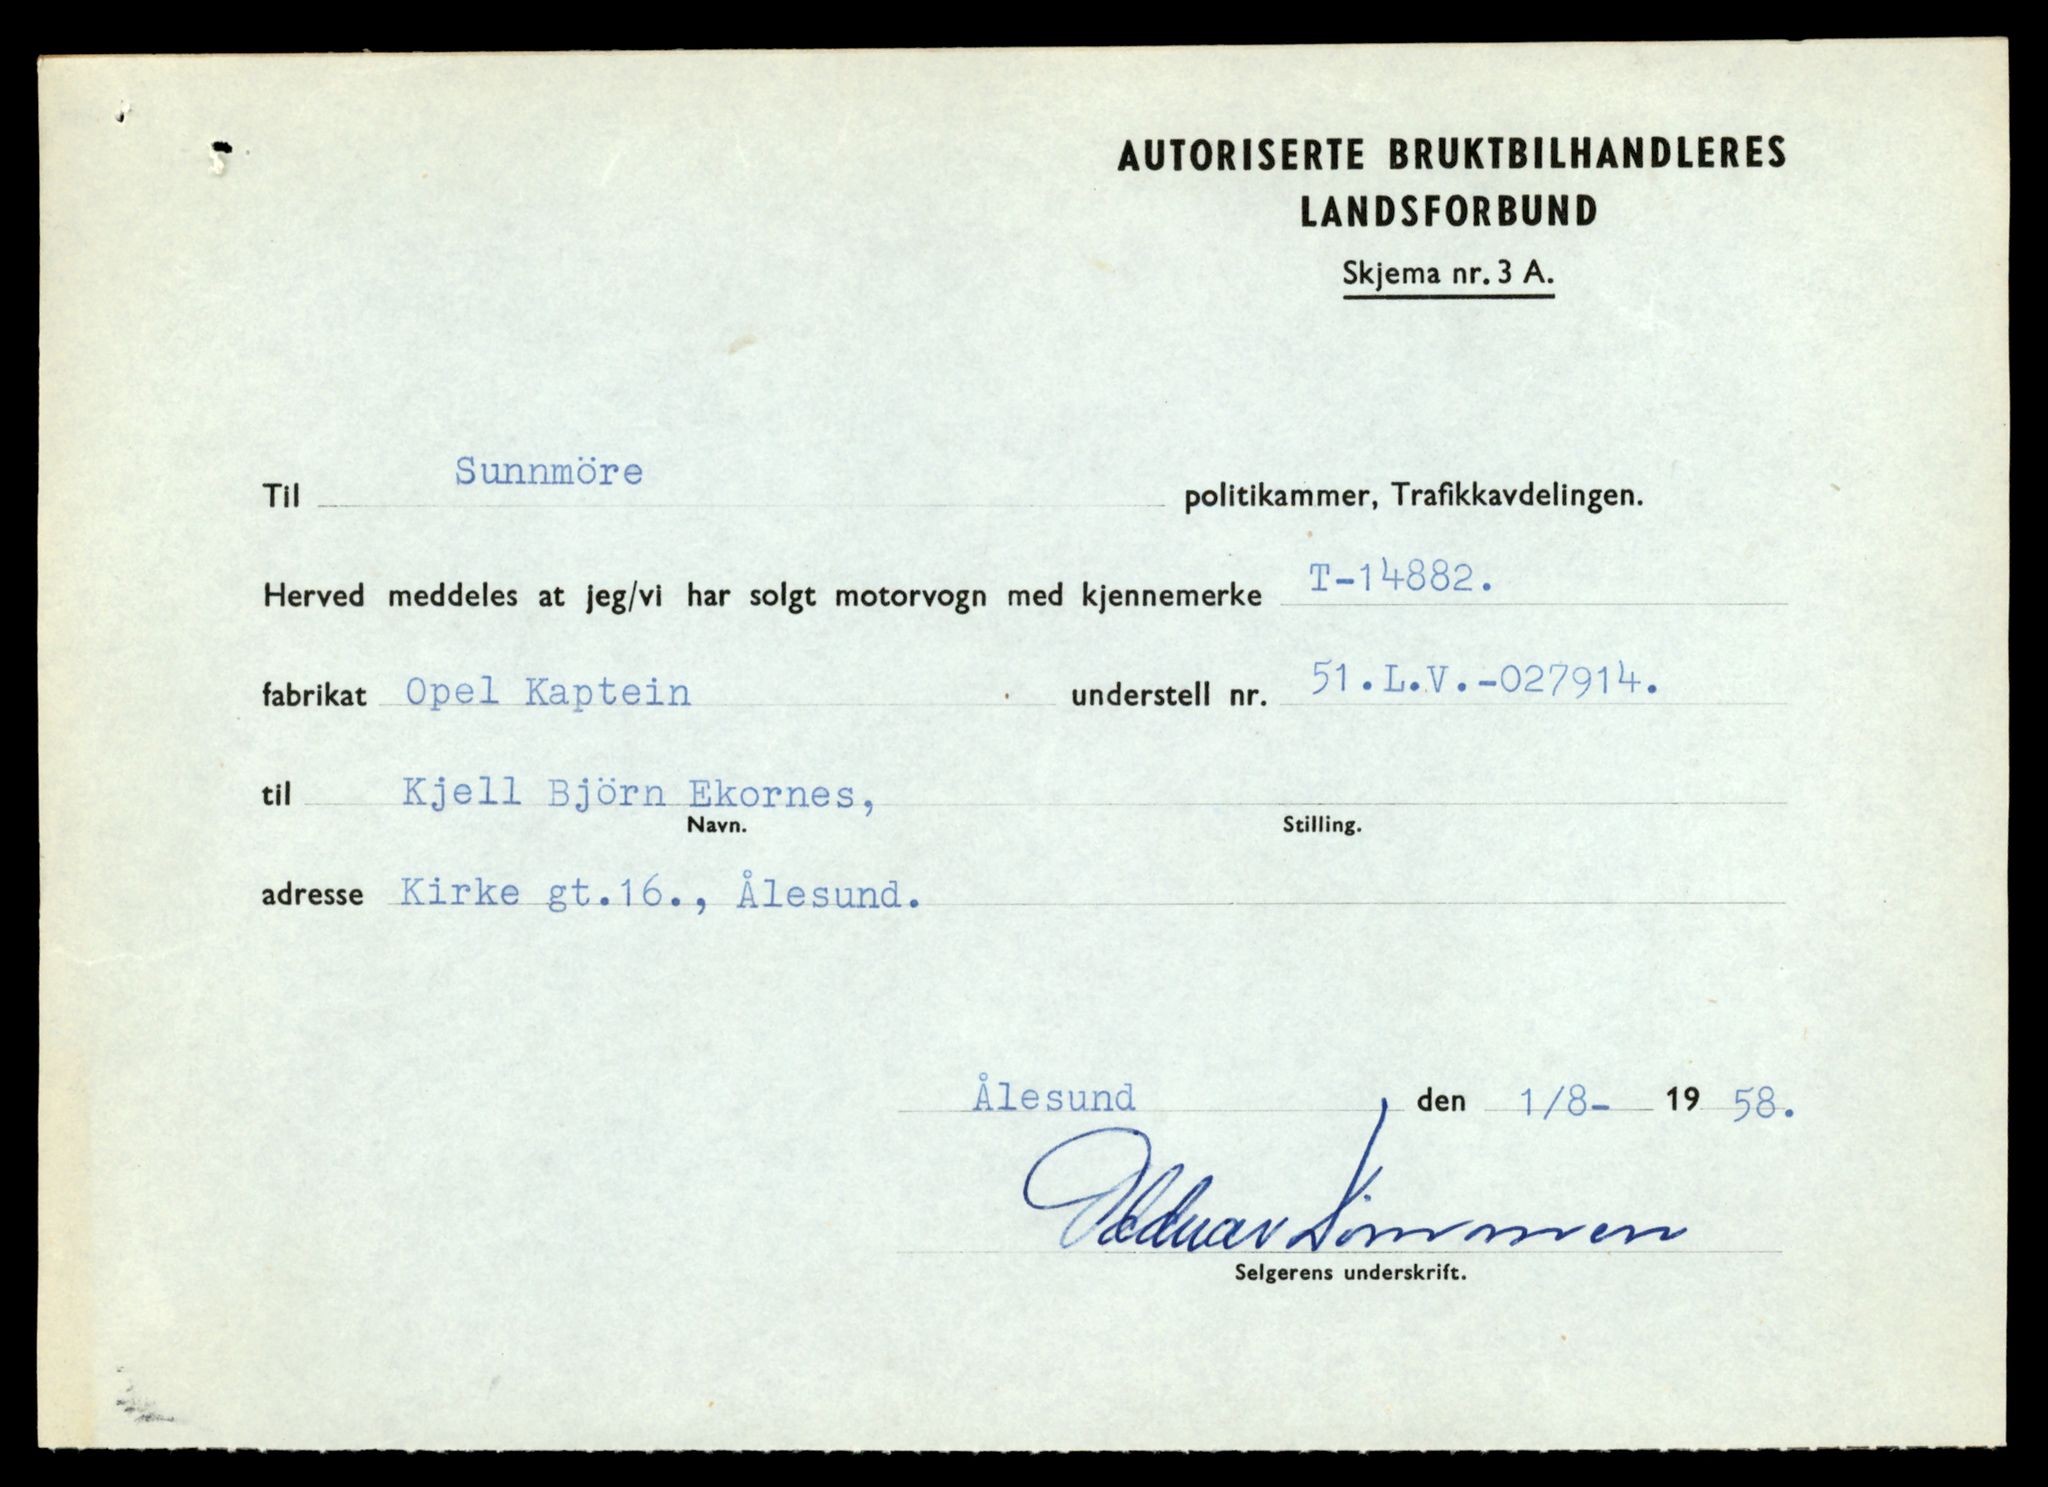 AUTORISERTE BRUKTBILHANDLERES
LANDSFORBUND
Skjema nr. 3 A.
Til Sunnmöre politikammer, Trafikkavdelingen.
Herved meddeles at jeg/vi har solgt motorvogn med kjennemerke T-14882.
fabrikat Opel Kaptein understell nr. 51.L.V.-027914.
til Kjell Björn Ekornes,
Navn. Stilling.
adresse Kirke gt.16., Ålesund.
Ålesund den 1/8- 19 58.
Selgerens underskrift.